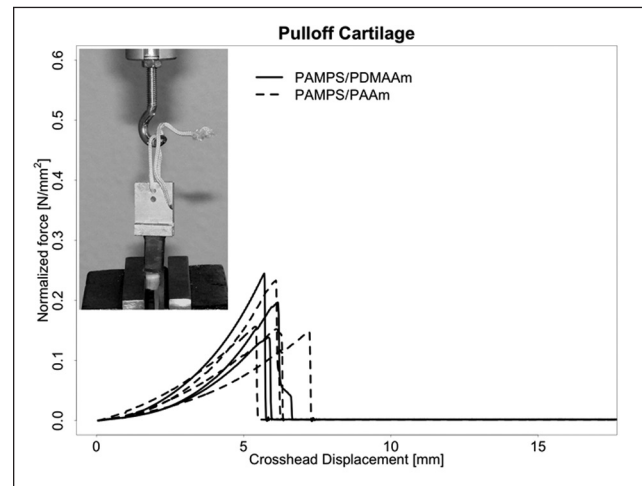 Pulloff Cartilage
PAMPS/PDMAAm
PAMPS/PAAm
Normalized force [N/mm²]
0.6
0.5
0.4
0.3
0.2
0.1
0.0
0
5
10
15
Crosshead Displacement [mm]